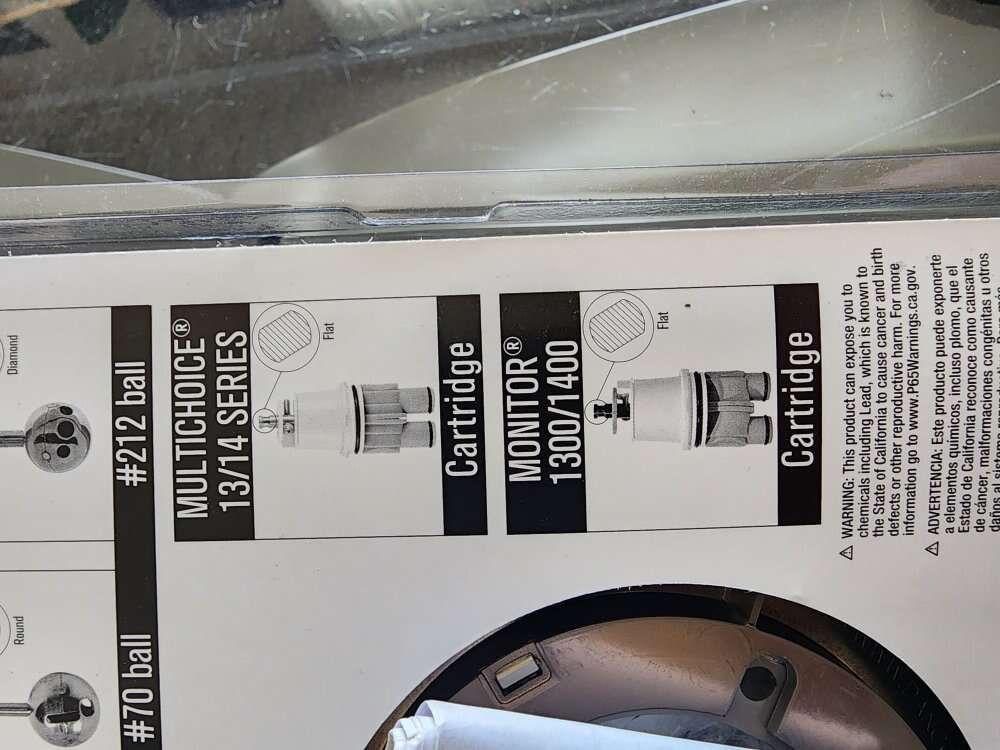 Diamond
#212 ball
Round
#70 ball
MULTICHOICE®
13/14 SERIES
Flat
Cartridge
MONITOR®
1300/1400
Flat
Cartridge
⚠ WARNING: This product can expose you to
chemicals including Lead, which is known to
the State of California to cause cancer and birth
defects or other reproductive harm. For more
information go to www.P65Warnings.ca.gov.
⚠ ADVERTENCIA: Este producto puede exponerte
a elementos químicos, incluso plomo, que el
Estado de California reconoce como causante
de cáncer, malformaciones congénitas u otros
daños al